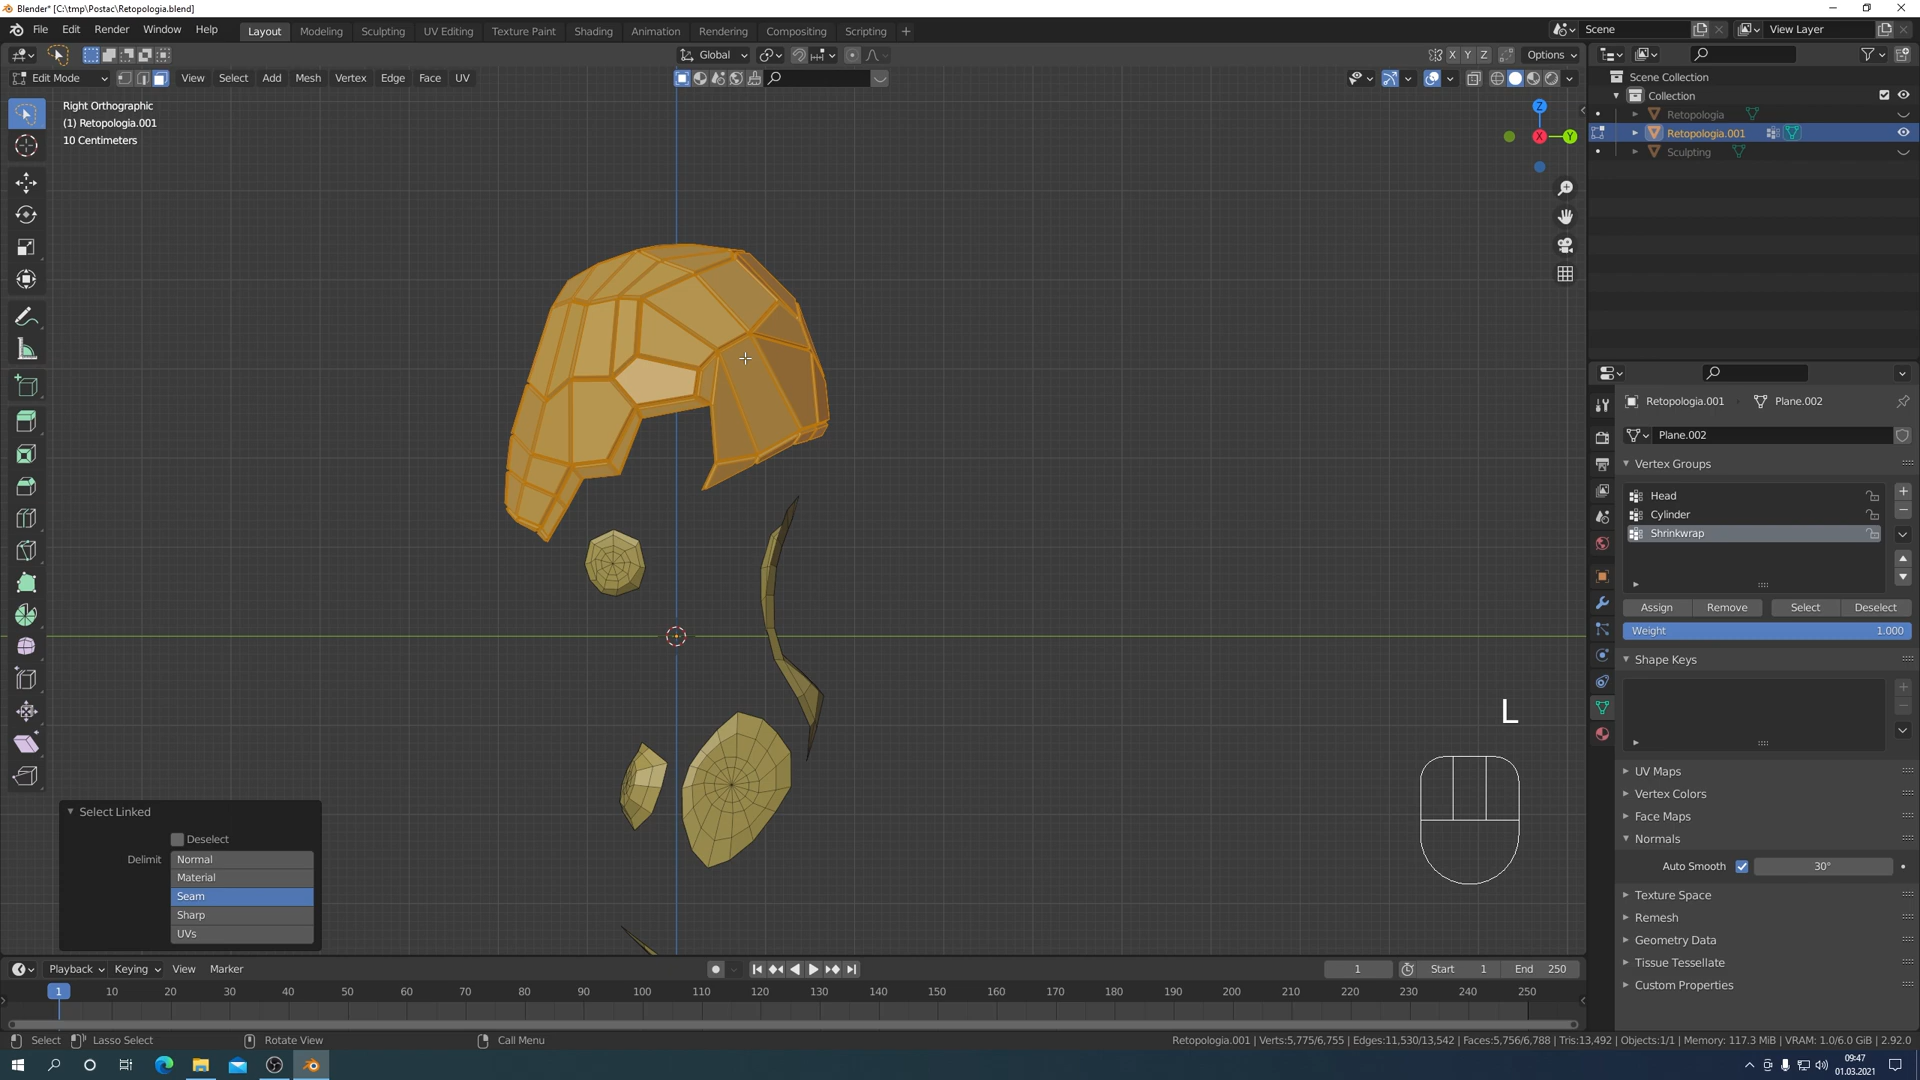 Blender* [C:\tmp\Postac\Retopologia.blend]
File Edit Render Window Help Layout Modeling Sculpting UV Editing Texture Paint Shading Animation Rendering Compositing Scripting + Scene View Layer
Global X Y Z Options
Edit Mode View Select Add Mesh Vertex Edge Face UV
Right Orthographic
(1) Retopologia.001
10 Centimeters
Z
X
Y
Scene Collection
Collection
Retopologia
Retopologia.001
Sculpting
Retopologia.001 Plane.002
Plane.002
Vertex Groups
Head
Cylinder
Shrinkwrap
Assign Remove Select Deselect
Weight 1.000
Shape Keys
UV Maps
Vertex Colors
Face Maps
Normals
Auto Smooth 30°
Texture Space
Remesh
Geometry Data
Tissue Tessellate
Custom Properties
L
Select Linked
Deselect
Delimit Normal
Material
Seam
Sharp
UVs
Playback Keying View Marker 1 Start 1 End 250
1 10 20 30 40 50 60 70 80 90 100 110 120 130 140 150 160 170 180 190 200 210 220 230 240 250
Select Lasso Select Rotate View Call Menu Retopologia.001 | Verts:5,775/6,755 | Edges:11,530/13,542 | Faces:5,756/6,788 | Tris:13,492 | Objects:1/1 | Memory: 117.3 MiB | VRAM: 1.0/6.0 GiB | 2.92.0
09:47
01.03.2021